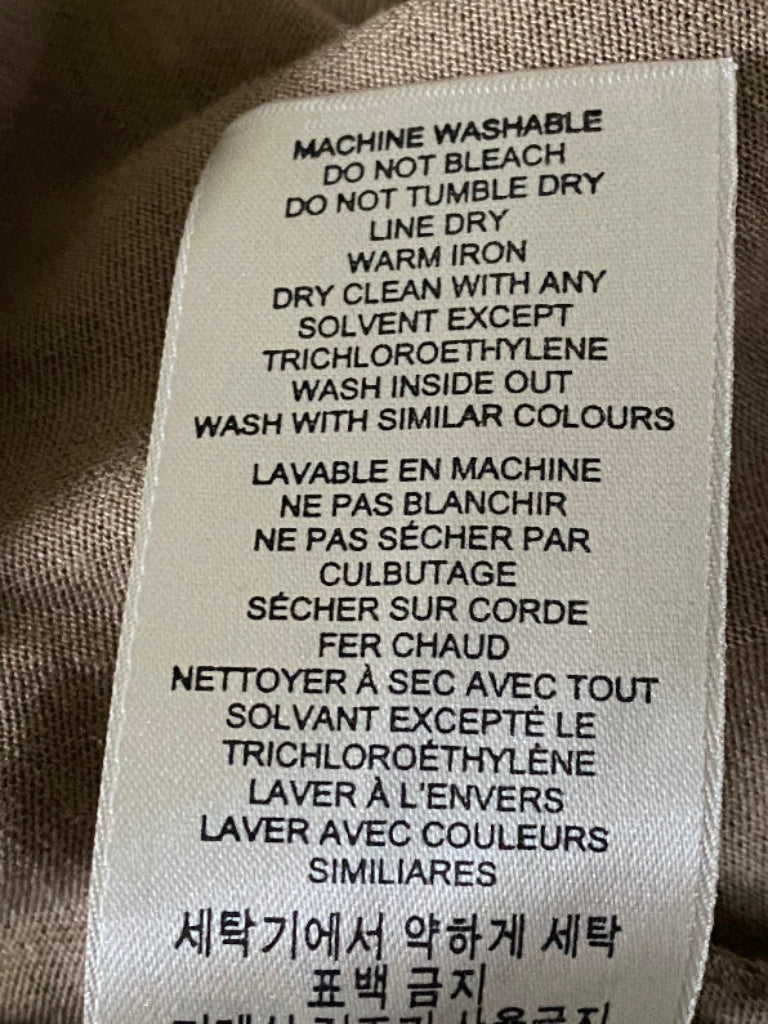 MACHINE WASHABLE
DO NOT BLEACH
DO NOT TUMBLE DRY
LINE DRY
WARM IRON
DRY CLEAN WITH ANY
SOLVENT EXCEPT
TRICHLOROETHYLENE
WASH INSIDE OUT
WASH WITH SIMILAR COLOURS
LAVABLE EN MACHINE
NE PAS BLANCHIR
NE PAS SÉCHER PAR
CULBUTAGE
SÉCHER SUR CORDE
FER CHAUD
NETTOYER À SEC AVEC TOUT
SOLVANT EXCEPTÉ LE
TRICHLOROÉTHYLÈNE
LAVER À L'ENVERS
LAVER AVEC COULEURS
SIMILIARES
세탁기에서 약하게 세탁
표백 금지